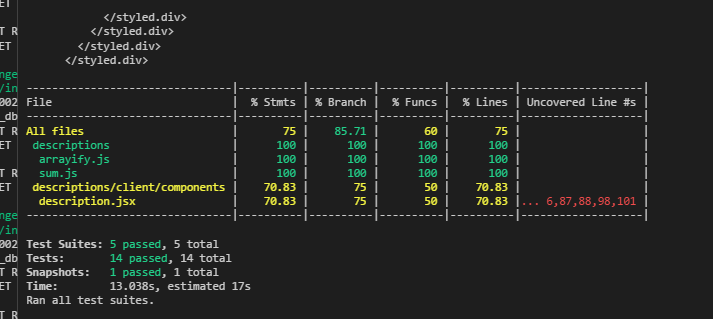 ET
</styled.div>
T R </styled.div>
ET </styled.div>
</styled.div>
nge
/in -----------------------------|----------|----------|----------|----------|-------------------|
002 File | % Stmts | % Branch | % Funcs | % Lines | Uncovered Line #s |
_db -----------------------------|----------|----------|----------|----------|-------------------|
T R All files | 75 | 85.71 | 60 | 75 | |
ET descriptions | 100 | 100 | 100 | 100 | |
arrayify.js | 100 | 100 | 100 | 100 | |
T R sum.js | 100 | 100 | 100 | 100 | |
ET descriptions/client/components | 70.83 | 75 | 50 | 70.83 | |
description.jsx | 70.83 | 75 | 50 | 70.83 |... 6,87,88,98,101 |
nge -----------------------------|----------|----------|----------|----------|-------------------|
/in
002 Test Suites: 5 passed, 5 total
_db Tests: 14 passed, 14 total
T R Snapshots: 1 passed, 1 total
ET Time: 13.038s, estimated 17s
Ran all test suites.
T R